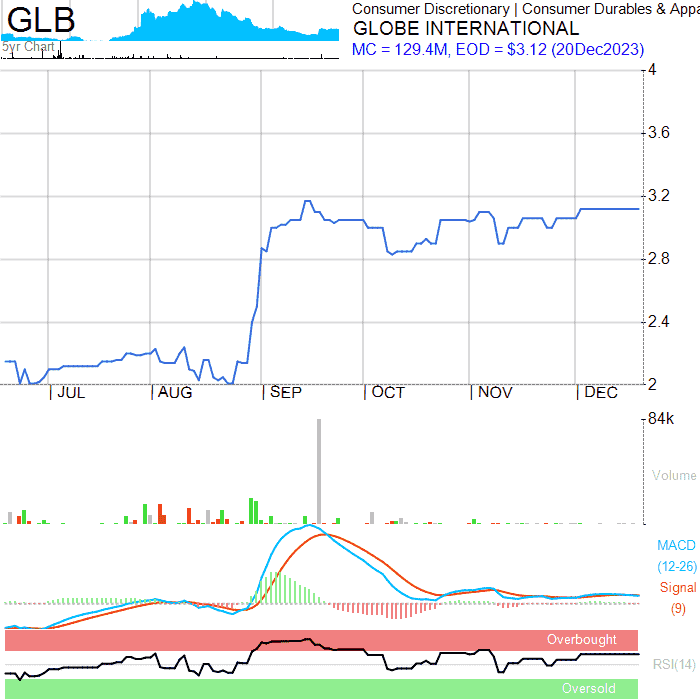 GLB
5yr Chart
Consumer Discretionary | Consumer Durables & Appa
GLOBE INTERNATIONAL
MC = 129.4M, EOD = $3.12 (20Dec2023)
4
3.6
3.2
2.8
2.4
2
JUL
AUG
SEP
OCT
NOV
DEC
84k
Volume
MACD
(12-26)
Signal
(9)
Overbought
RSI(14)
Oversold